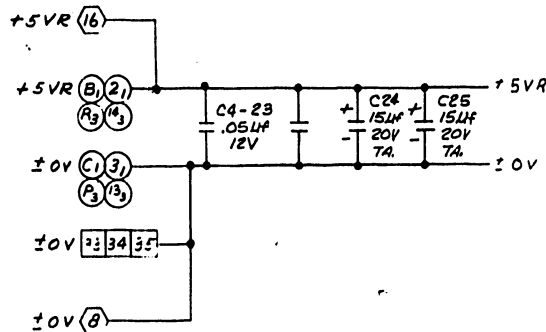 +5VR 16
+5VR B1 21 +5VR
R3 143
C4-23
.05uf
12V
+ C24
15uf
20V
- TA.
+ C25
15uf
20V
- TA.
±0V C1 31 ±0V
P3 133
±0V 33 34 35
±0V 8